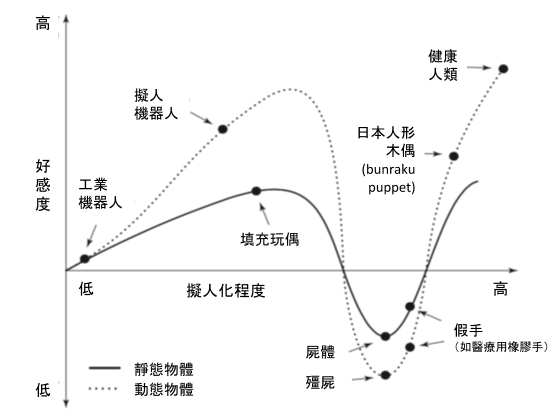 高
健康
人類
擬人
機器人
日本人形
木偶
(bunraku
puppet)
好
感
度
工業
機器人
填充玩偶
低
擬人化程度
高
假手
(如醫療用橡膠手)
屍體
殭屍
靜態物體
動態物體
低